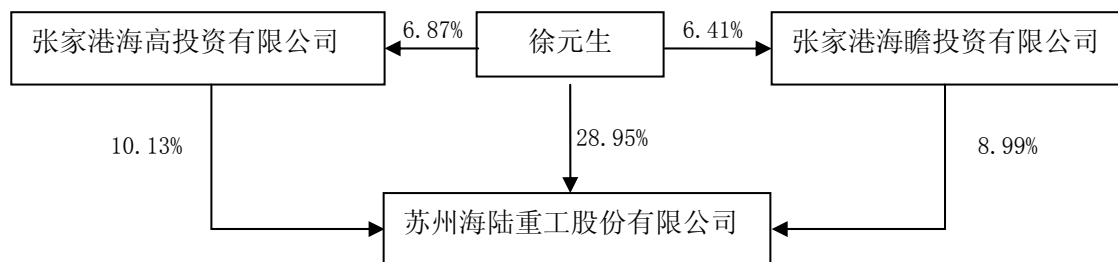 张家港海高投资有限公司
6.87%
徐元生
6.41%
张家港海瞻投资有限公司
10.13%
28.95%
8.99%
苏州海陆重工股份有限公司